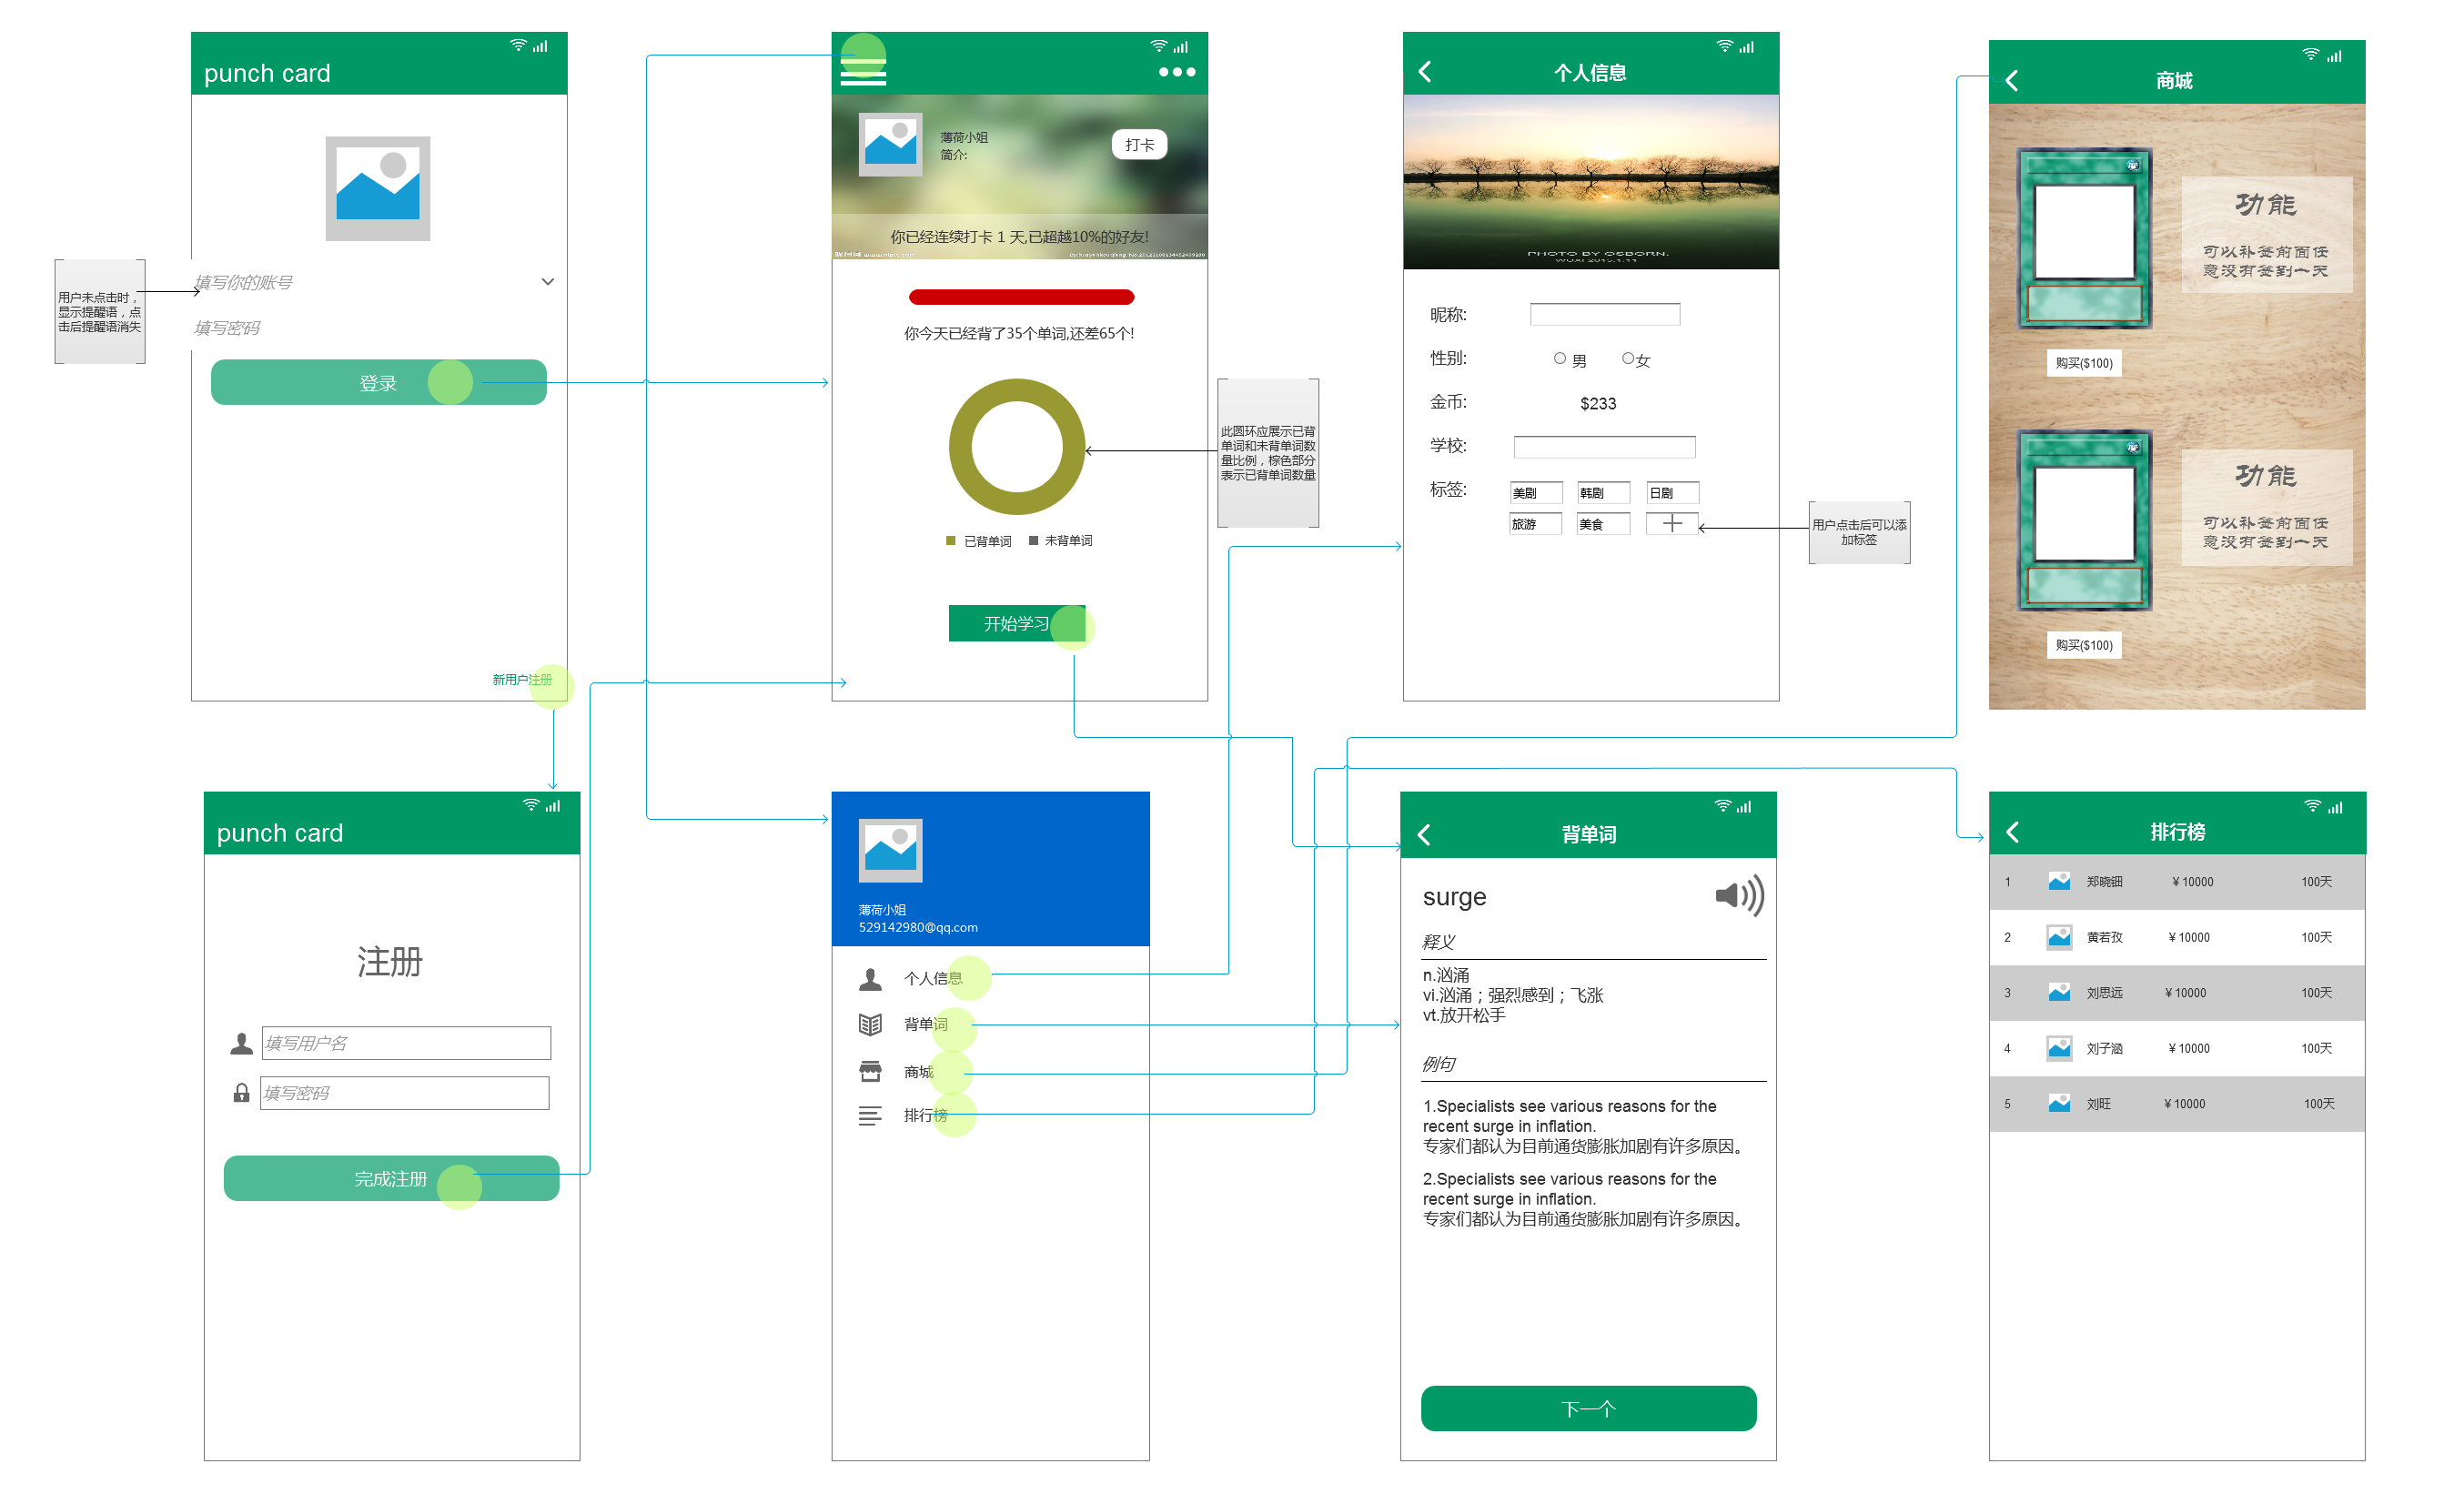 punch card
填写你的账号
填写密码
登录
新用户注册
用户未点击时，
显示提醒语，点
击后提醒语消失
薄荷小姐
简介:
打卡
你已经连续打卡 1 天,已超越10%的好友!
你今天已经背了35个单词,还差65个!
已背单词
未背单词
开始学习
此圆环应展示已背
单词和未背单词数
量比例，棕色部分
表示已背单词数量
个人信息
PHOTO BY OSBORN.
昵称:
性别:
男
女
金币:
$233
学校:
标签:
美剧
韩剧
日剧
旅游
美食
用户点击后可以添
加标签
商城
功能
可以补签前面任
意没有签到一天
购买($100)
功能
可以补签前面任
意没有签到一天
购买($100)
punch card
注册
填写用户名
填写密码
完成注册
薄荷小姐
529142980@qq.com
个人信息
背单词
商城
排行榜
背单词
surge
释义
n.汹涌
vi.汹涌；强烈感到；飞涨
vt.放开松手
例句
1.Specialists see various reasons for the
recent surge in inflation.
专家们都认为目前通货膨胀加剧有许多原因。
2.Specialists see various reasons for the
recent surge in inflation.
专家们都认为目前通货膨胀加剧有许多原因。
下一个
排行榜
1 郑晓钿 ￥10000 100天
2 黄若孜 ￥10000 100天
3 刘思远 ￥10000 100天
4 刘子涵 ￥10000 100天
5 刘旺 ￥10000 100天